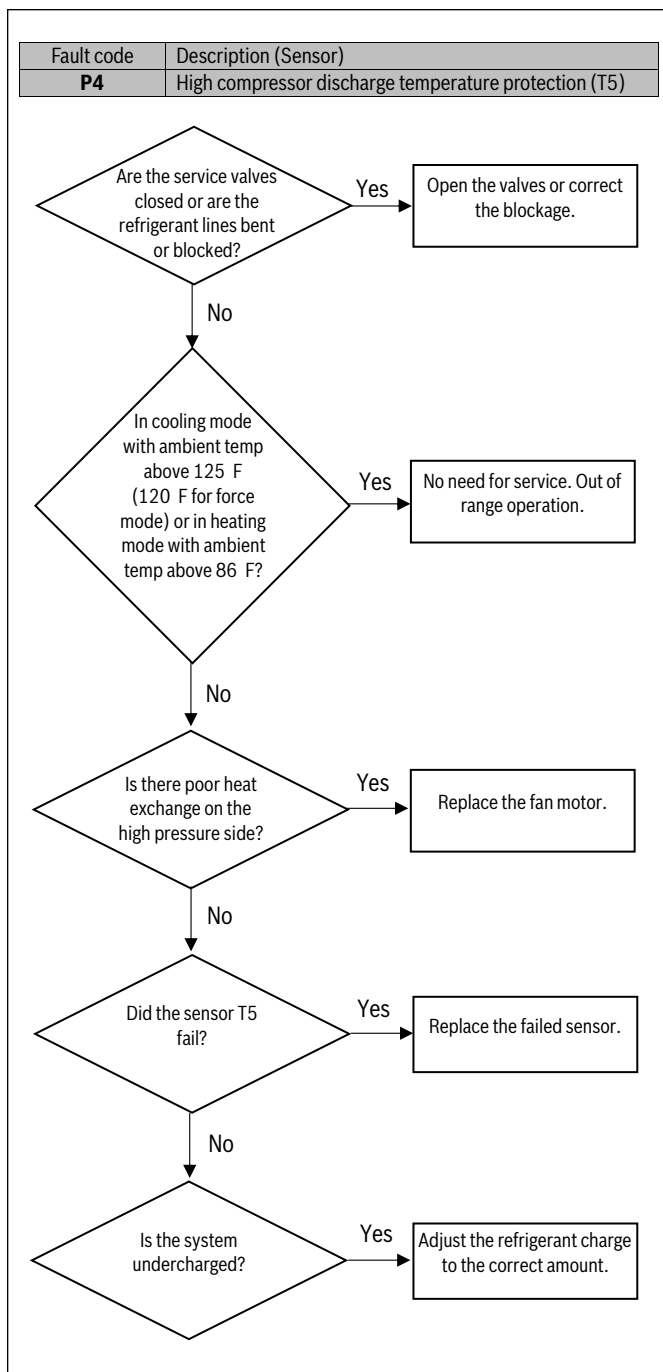 Fault code Description (Sensor)
P4 High compressor discharge temperature protection (T5)
Are the service valves
closed or are the
refrigerant lines bent
or blocked?
Yes
Open the valves or correct
the blockage.
No
In cooling mode
with ambient temp
above 125 F
(120 F for force
mode) or in heating
mode with ambient
temp above 86 F?
Yes
No need for service. Out of
range operation.
No
Is there poor heat
exchange on the
high pressure side?
Yes
Replace the fan motor.
No
Did the sensor T5
fail?
Yes
Replace the failed sensor.
No
Is the system
undercharged?
Yes
Adjust the refrigerant charge
to the correct amount.